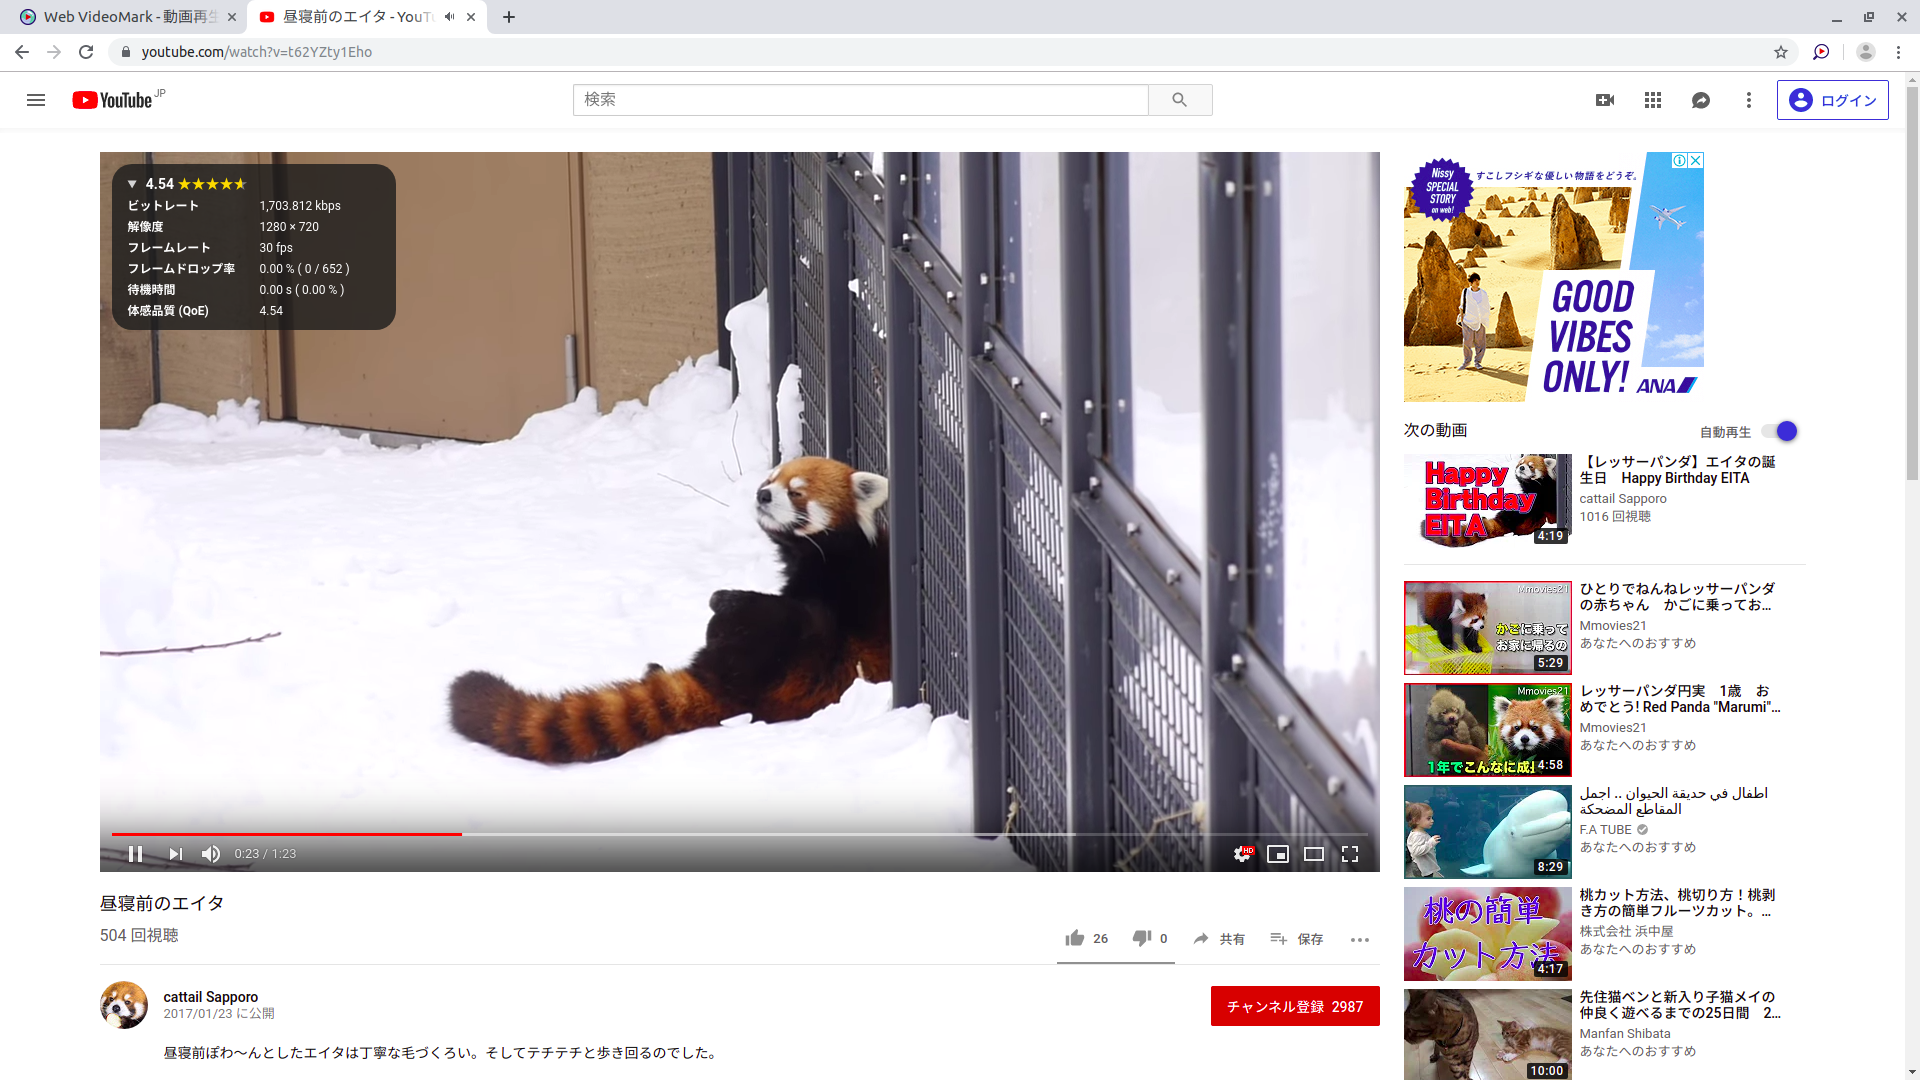 Web VideoMark - 動画再生
昼寝前のエイタ - YouTu
youtube.com/watch?v=t62YZty1Eho
YouTube JP
検索
ログイン
4.54
ビットレート 1,703.812 kbps
解像度 1280 × 720
フレームレート 30 fps
フレームドロップ率 0.00 % ( 0 / 652 )
待機時間 0.00 s ( 0.00 % )
体感品質 (QoE) 4.54
0:23 / 1:23
HD
昼寝前のエイタ
504 回視聴
26
0
共有
保存
cattail Sapporo
2017/01/23 に公開
チャンネル登録 2987
昼寝前ぽわ～んとしたエイタは丁寧な毛づくろい。そしてテチテチと歩き回るのでした。
Nissy
SPECIAL
STORY
on web!
すこしフシギな優しい物語をどうぞ。
GOOD
VIBES
ONLY!
ANA
次の動画
自動再生
Happy
Birthday
EITA
4:19
【レッサーパンダ】エイタの誕
生日 Happy Birthday EITA
cattail Sapporo
1016 回視聴
Mmovies21
かごに乗って
お家に帰るの
5:29
ひとりでねんねレッサーパンダ
の赤ちゃん かごに乗ってお...
Mmovies21
あなたへのおすすめ
Mmovies21
1年でこんなに成
4:58
レッサーパンダ円実 1歳 お
めでとう! Red Panda "Marumi"...
Mmovies21
あなたへのおすすめ
8:29
اطفال في حديقة الحيوان .. اجمل
المقاطع المضحكة
F.A TUBE
あなたへのおすすめ
桃の簡単
カット方法
4:17
桃カット方法、桃切り方！桃剥
き方の簡単フルーツカット。...
株式会社 浜中屋
あなたへのおすすめ
10:00
先住猫ベンと新入り子猫メイの
仲良く遊べるまでの25日間 2...
Manfan Shibata
あなたへのおすすめ